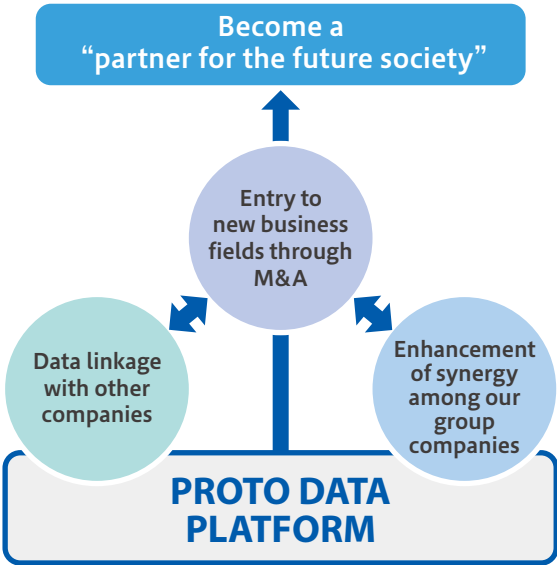 Become a
“partner for the future society”
Entry to
new business
fields through
M&A
Data linkage
with other
companies
Enhancement
of synergy
among our
group
companies
PROTO DATA
PLATFORM